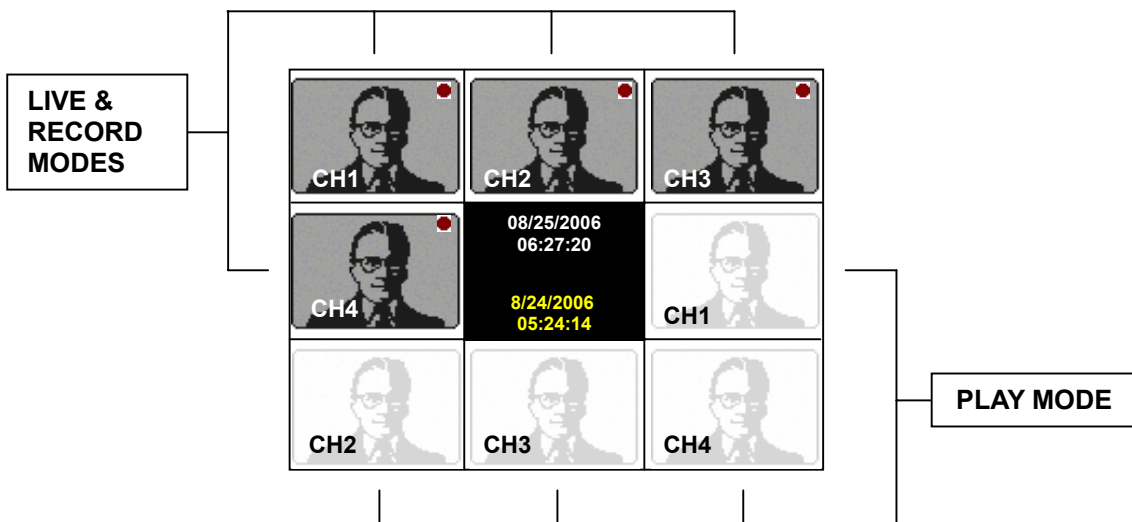 LIVE &
RECORD
MODES
CH1
CH2
CH3
CH4
08/25/2006
06:27:20
8/24/2006
05:24:14
CH1
CH2
CH3
CH4
PLAY MODE